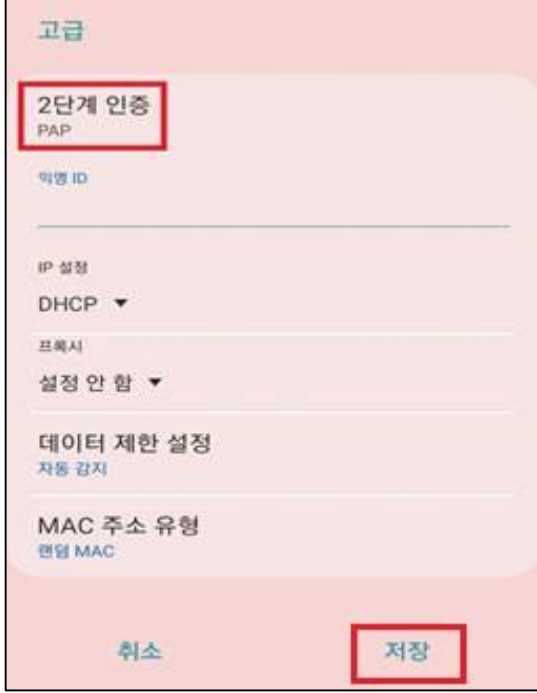 고급
2단계 인증
PAP
익명 ID
IP 설정
DHCP
프록시
설정 안 함
데이터 제한 설정
자동 감지
MAC 주소 유형
랜덤 MAC
취소
저장